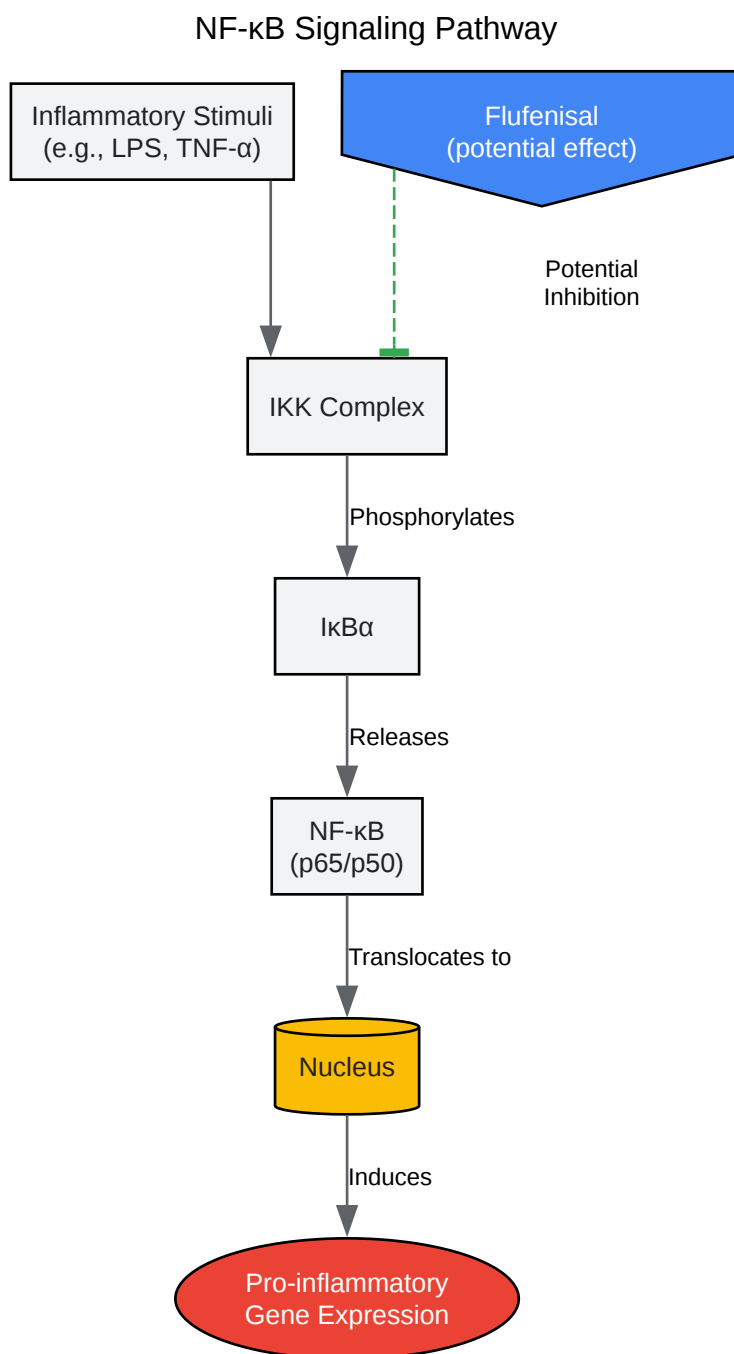 NF-κB Signaling Pathway
Inflammatory Stimuli
(e.g., LPS, TNF-α)
Flufenisal
(potential effect)
Potential
Inhibition
IKK Complex
Phosphorylates
IκBα
Releases
NF-κB
(p65/p50)
Translocates to
Nucleus
Induces
Pro-inflammatory
Gene Expression